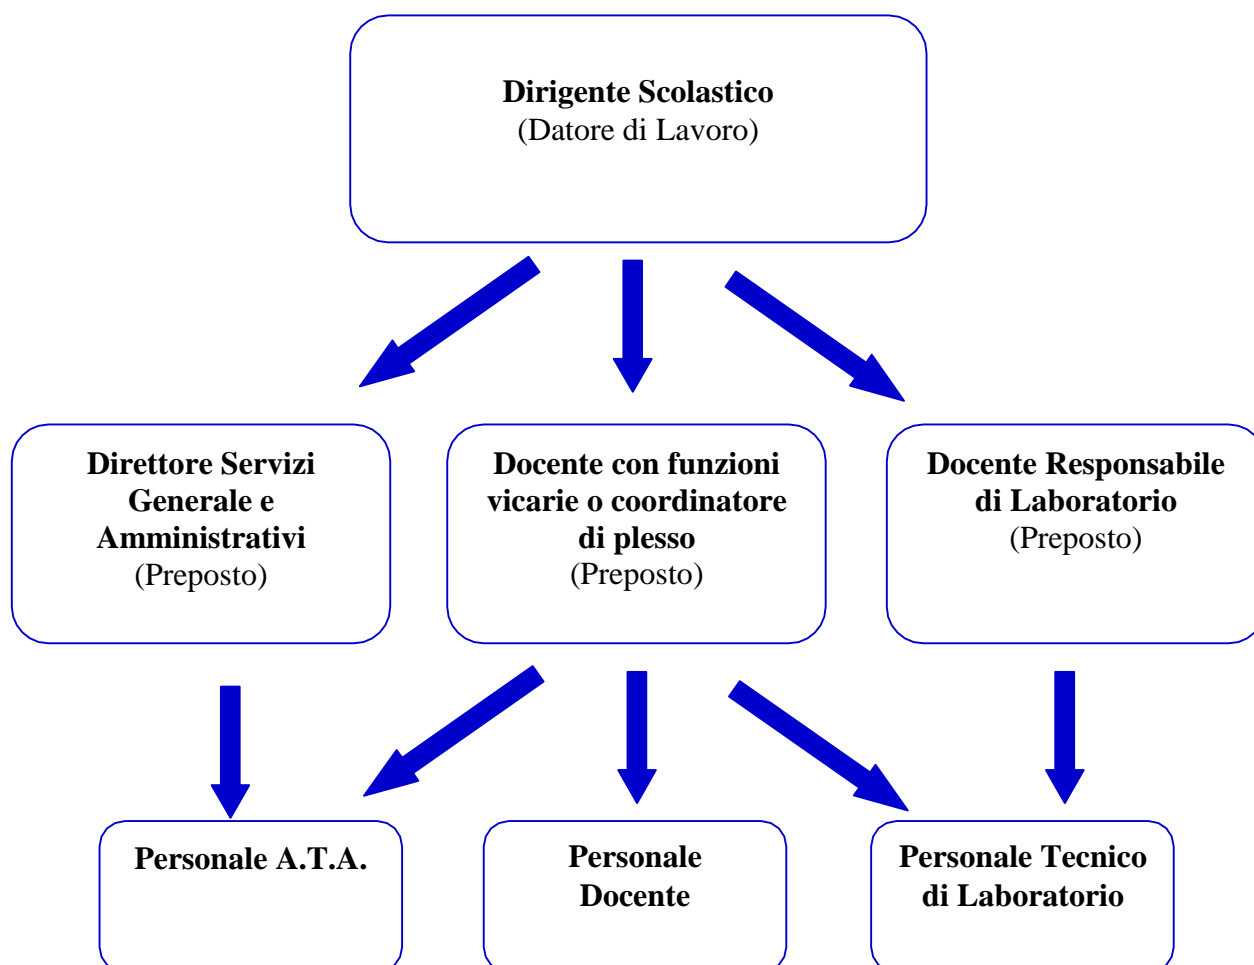 Dirigente Scolastico
(Datore di Lavoro)
Direttore Servizi
Generale e
Amministrativi
(Preposto)
Docente con funzioni
vicarie o coordinatore
di plesso
(Preposto)
Docente Responsabile
di Laboratorio
(Preposto)
Personale A.T.A.
Personale
Docente
Personale Tecnico
di Laboratorio